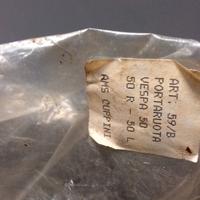 ART. 59/B
PORTARUOTA
VESPA 50
50 R - 50 L
AMS CUPPINI